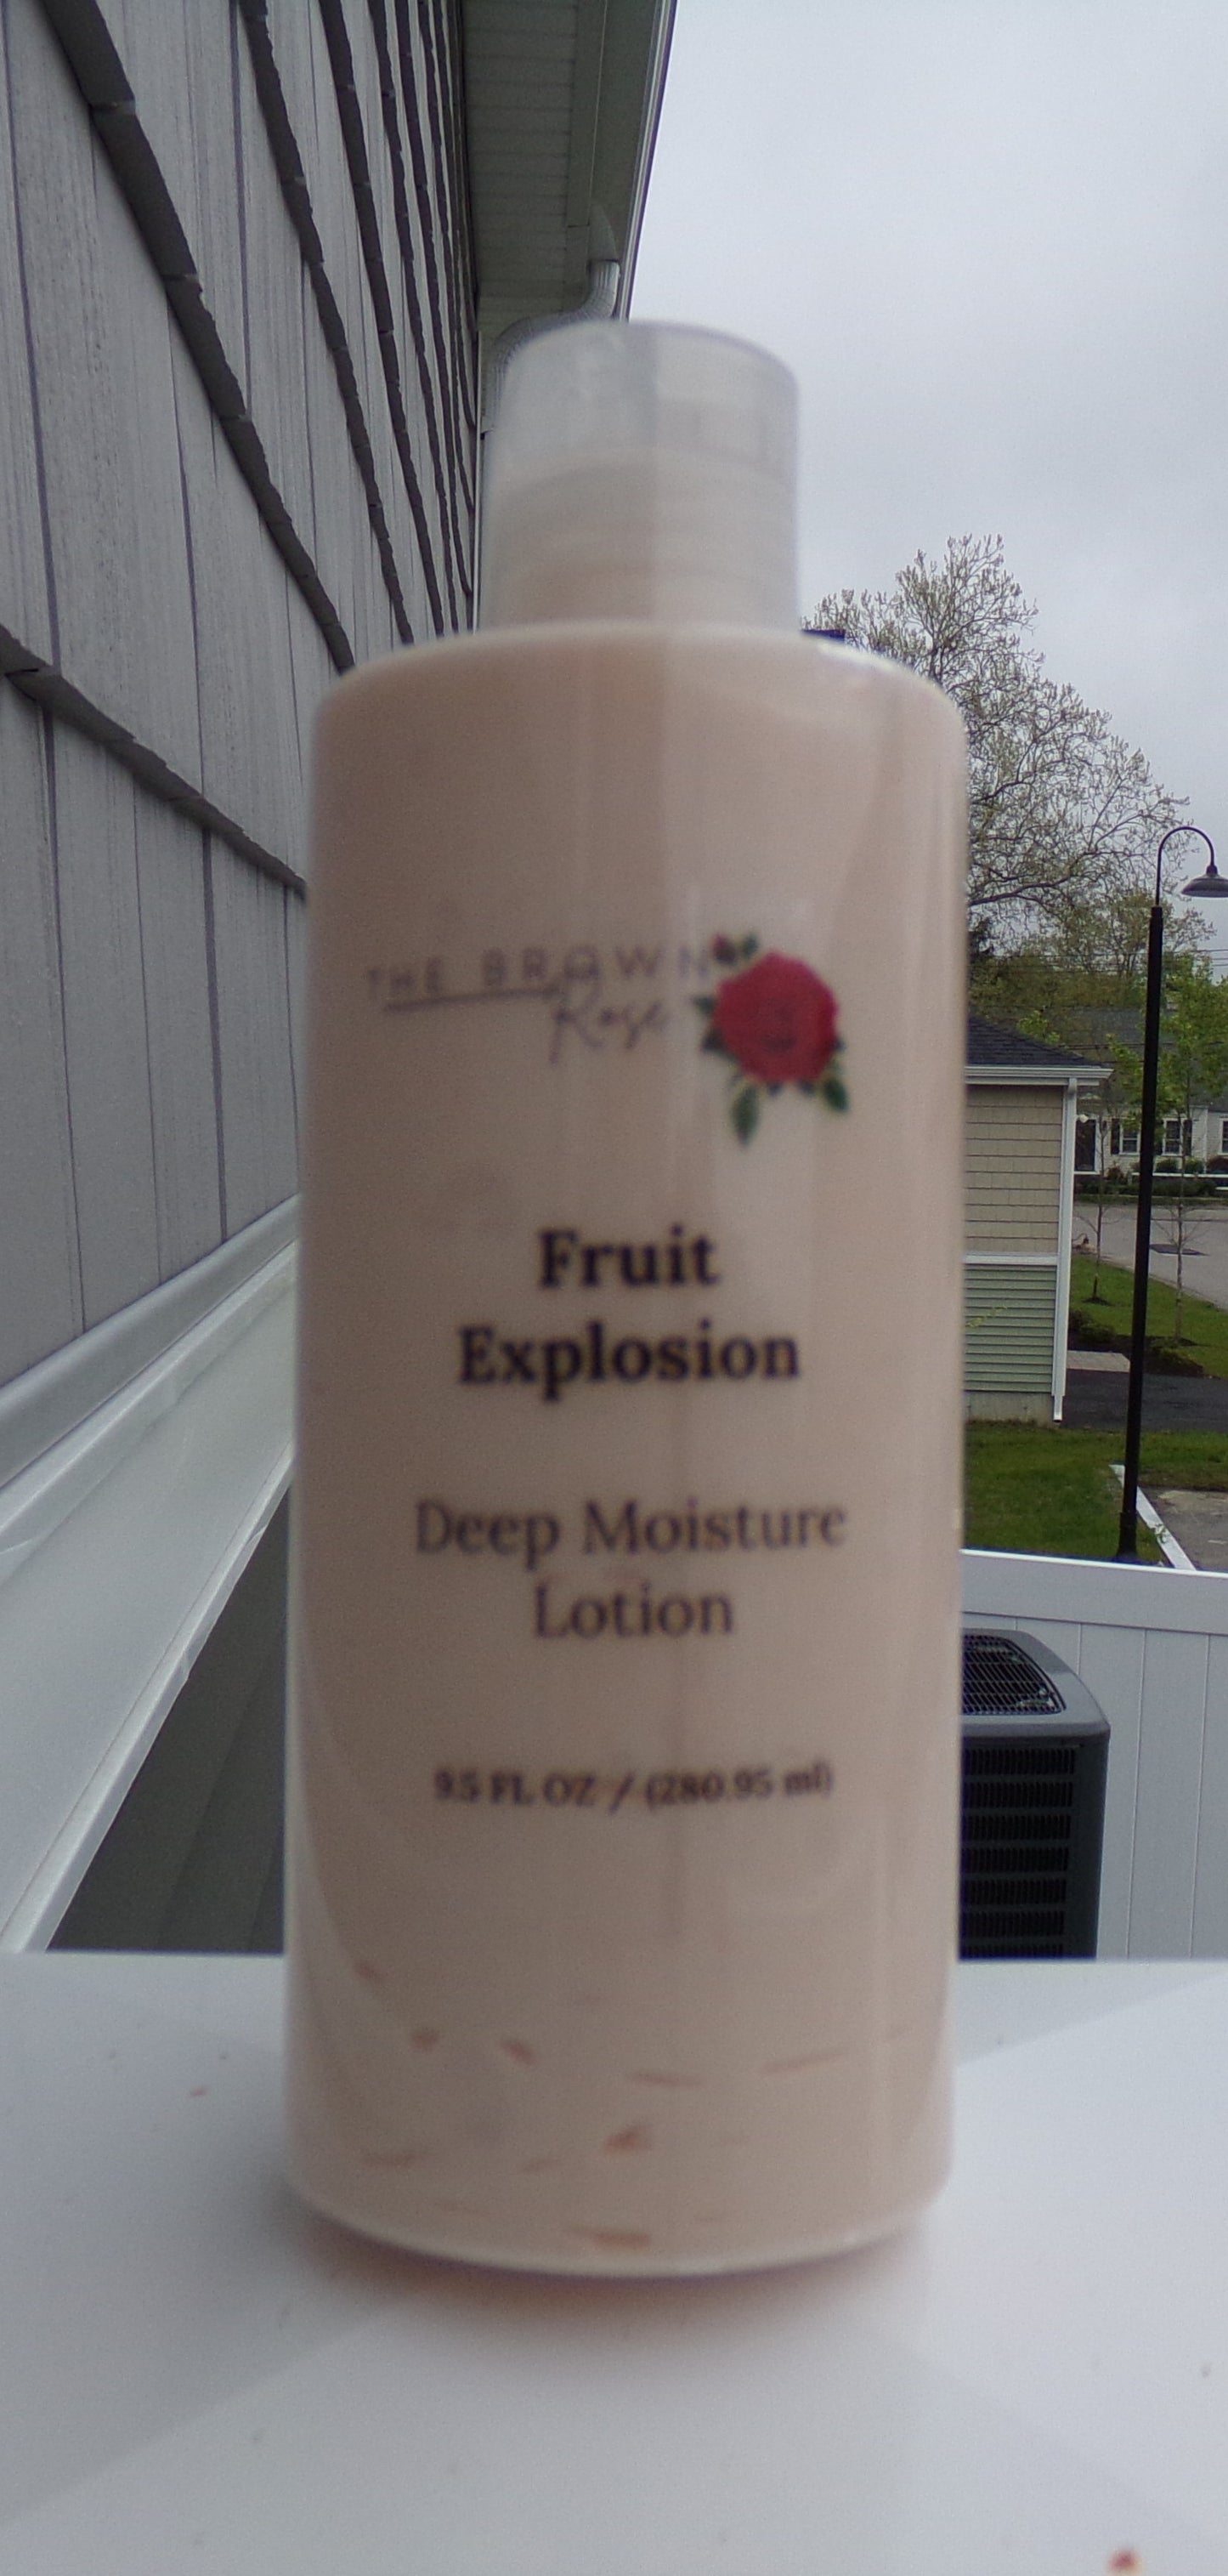 THE BROWN
Rose
Fruit
Explosion
Deep Moisture
Lotion
9.5 FL OZ / (280.95 ml)